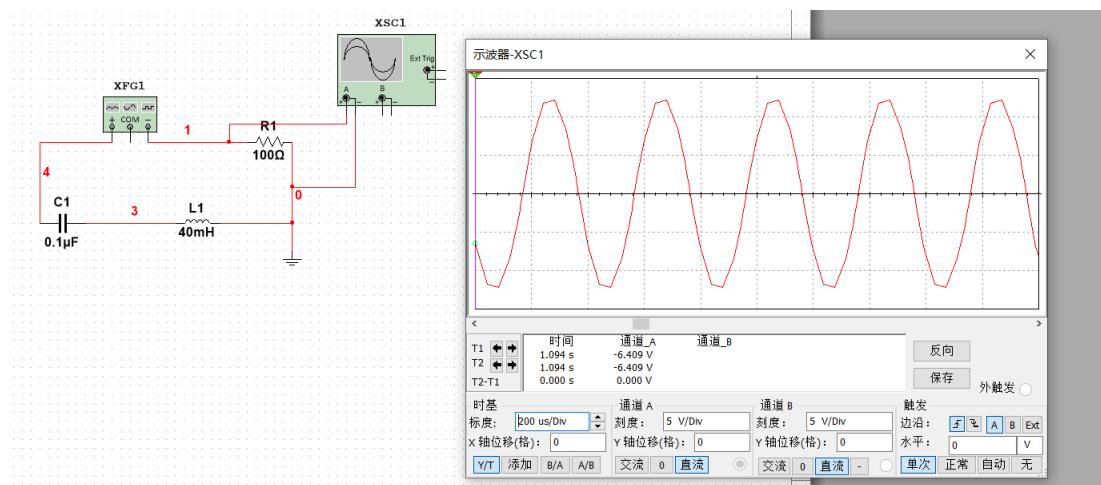 XSC1
Ext Trig
+
-
A
B
+ - + -
XFG1
+ COM -
1
R1
100Ω
4
0
C1
0.1µF
3
L1
40mH
示波器-XSC1
时间 通道_A 通道_B
T1 1.094 s -6.409 V
T2 1.094 s -6.409 V
T2-T1 0.000 s 0.000 V
反向
保存
外触发
时基
标度: 200 us/Div
X 轴位移(格): 0
Y/T 添加 B/A A/B
通道 A
刻度: 5 V/Div
Y 轴位移(格): 0
交流 0 直流
通道 B
刻度: 5 V/Div
Y 轴位移(格): 0
交流 0 直流 -
触发
边沿: A B Ext
水平: 0 V
单次 正常 自动 无